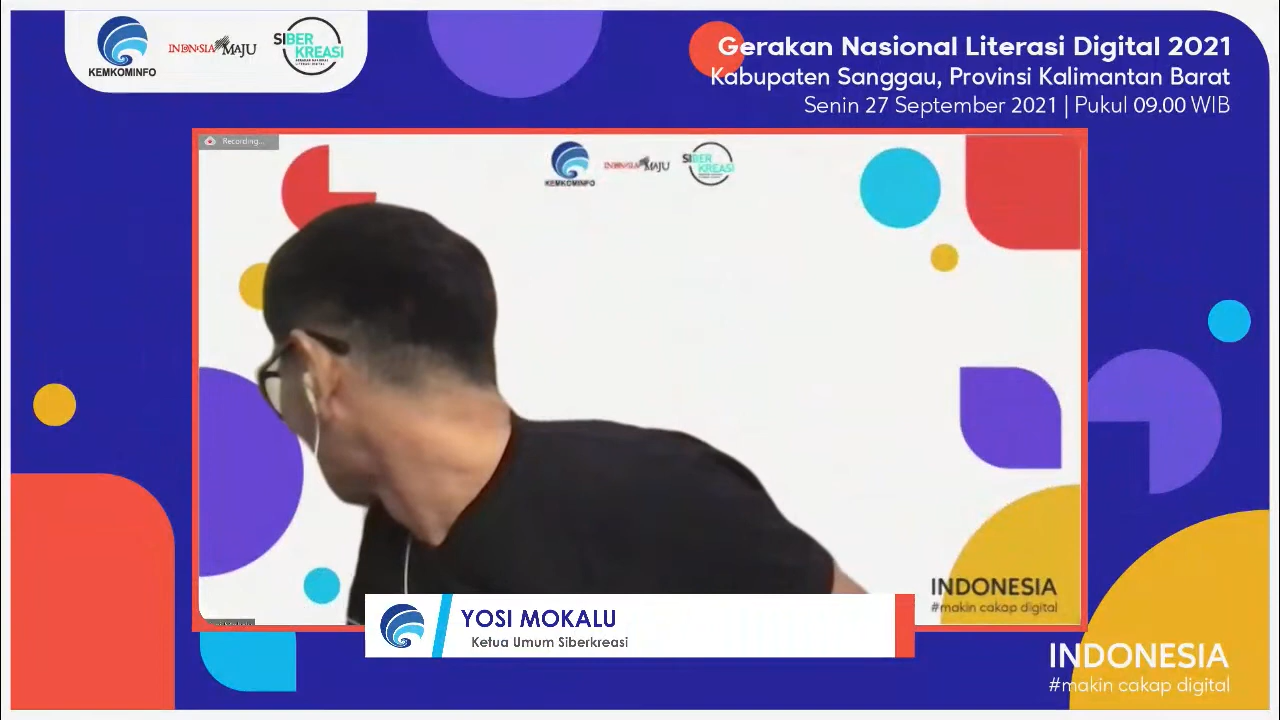 KEMKOMINFO
INDONESIA MAJU
SIBER
KREASI
Gerakan Nasional Literasi Digital 2021
Kabupaten Sanggau, Provinsi Kalimantan Barat
Senin 27 September 2021 | Pukul 09.00 WIB
Recording...
KEMKOMINFO
INDONESIA MAJU
SIBER
KREASI
INDONESIA
#makin cakap digital
YOSI MOKALU
Ketua Umum Siberkreasi
INDONESIA
#makin cakap digital